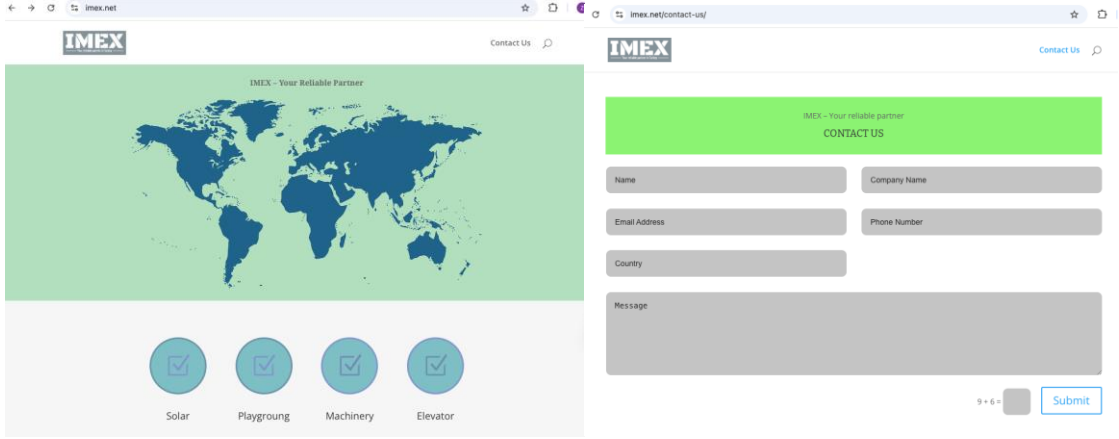 imex.net
IMEX
Contact Us
IMEX – Your Reliable Partner
Solar
Playgroung
Machinery
Elevator
imex.net/contact-us/
IMEX
Contact Us
IMEX – Your reliable partner
CONTACT US
Name
Company Name
Email Address
Phone Number
Country
Message
9 + 6 =
Submit